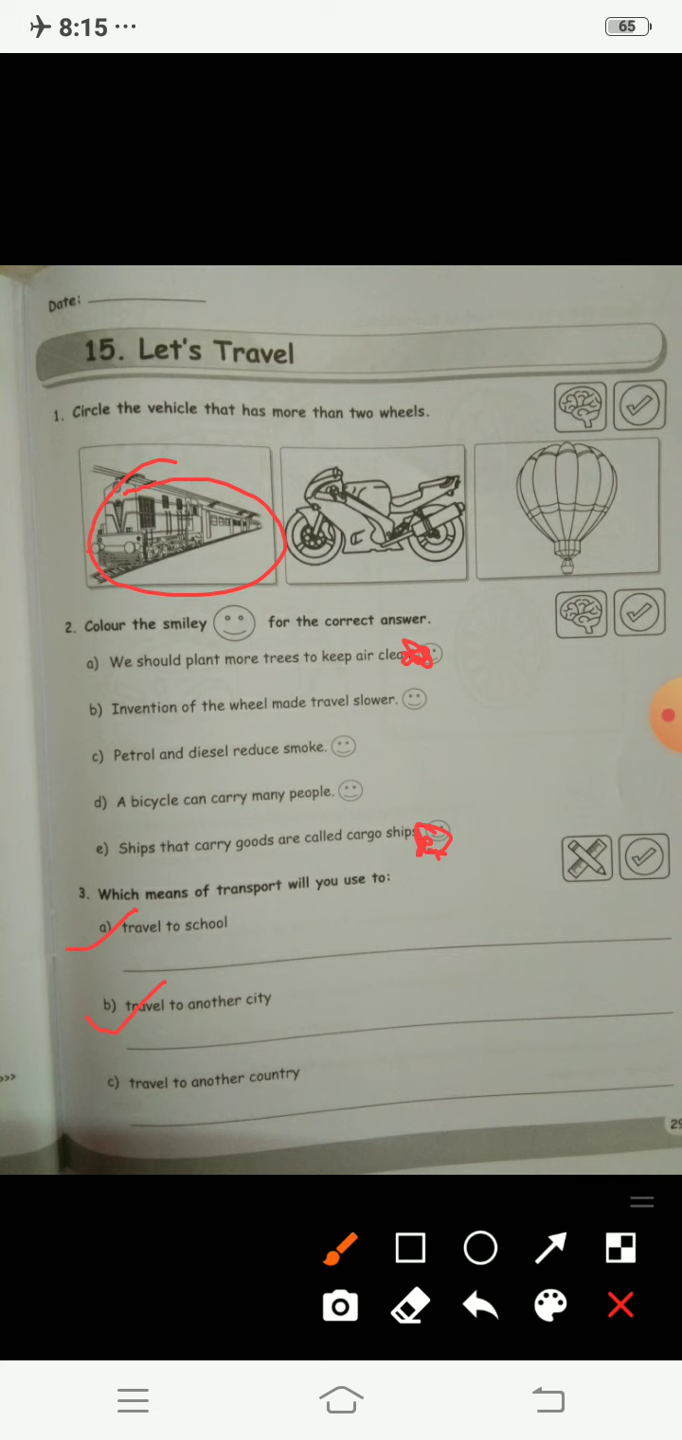 8:15 ...
65
Date:
15. Let's Travel
1. Circle the vehicle that has more than two wheels.
2. Colour the smiley for the correct answer.
a) We should plant more trees to keep air
b) Invention of the wheel made travel slower.
c) Petrol and diesel reduce smoke.
d) A bicycle can carry many people.
e) Ships that carry goods are called cargo ships
3. Which means of transport will you use to:
a) travel to school
b) travel to another city
>>>
c) travel to another country
29